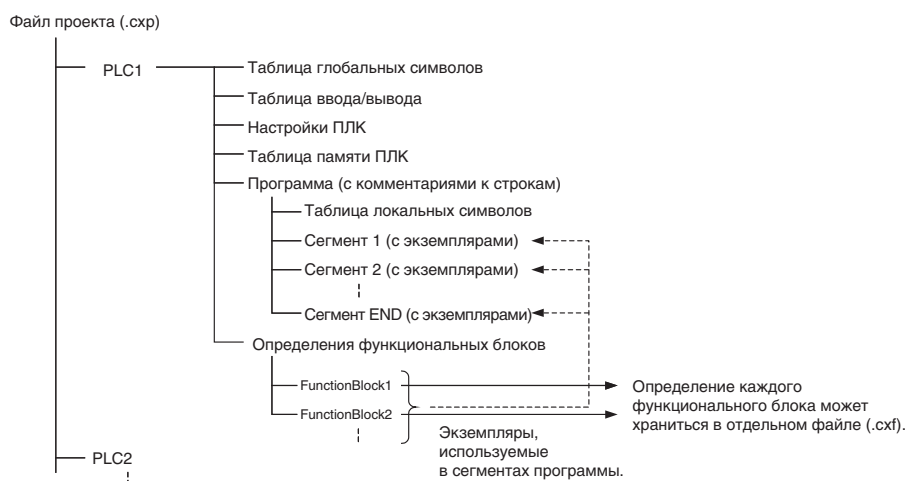 Файл проекта (.cxp)
PLC1
Таблица глобальных символов
Таблица ввода/вывода
Настройки ПЛК
Таблица памяти ПЛК
Программа (с комментариями к строкам)
Таблица локальных символов
Сегмент 1 (с экземплярами)
Сегмент 2 (с экземплярами)
Сегмент END (с экземплярами)
Определения функциональных блоков
FunctionBlock1
FunctionBlock2
Экземпляры,
используемые
в сегментах программы.
Определение каждого
функционального блока может
храниться в отдельном файле (.cxf).
PLC2